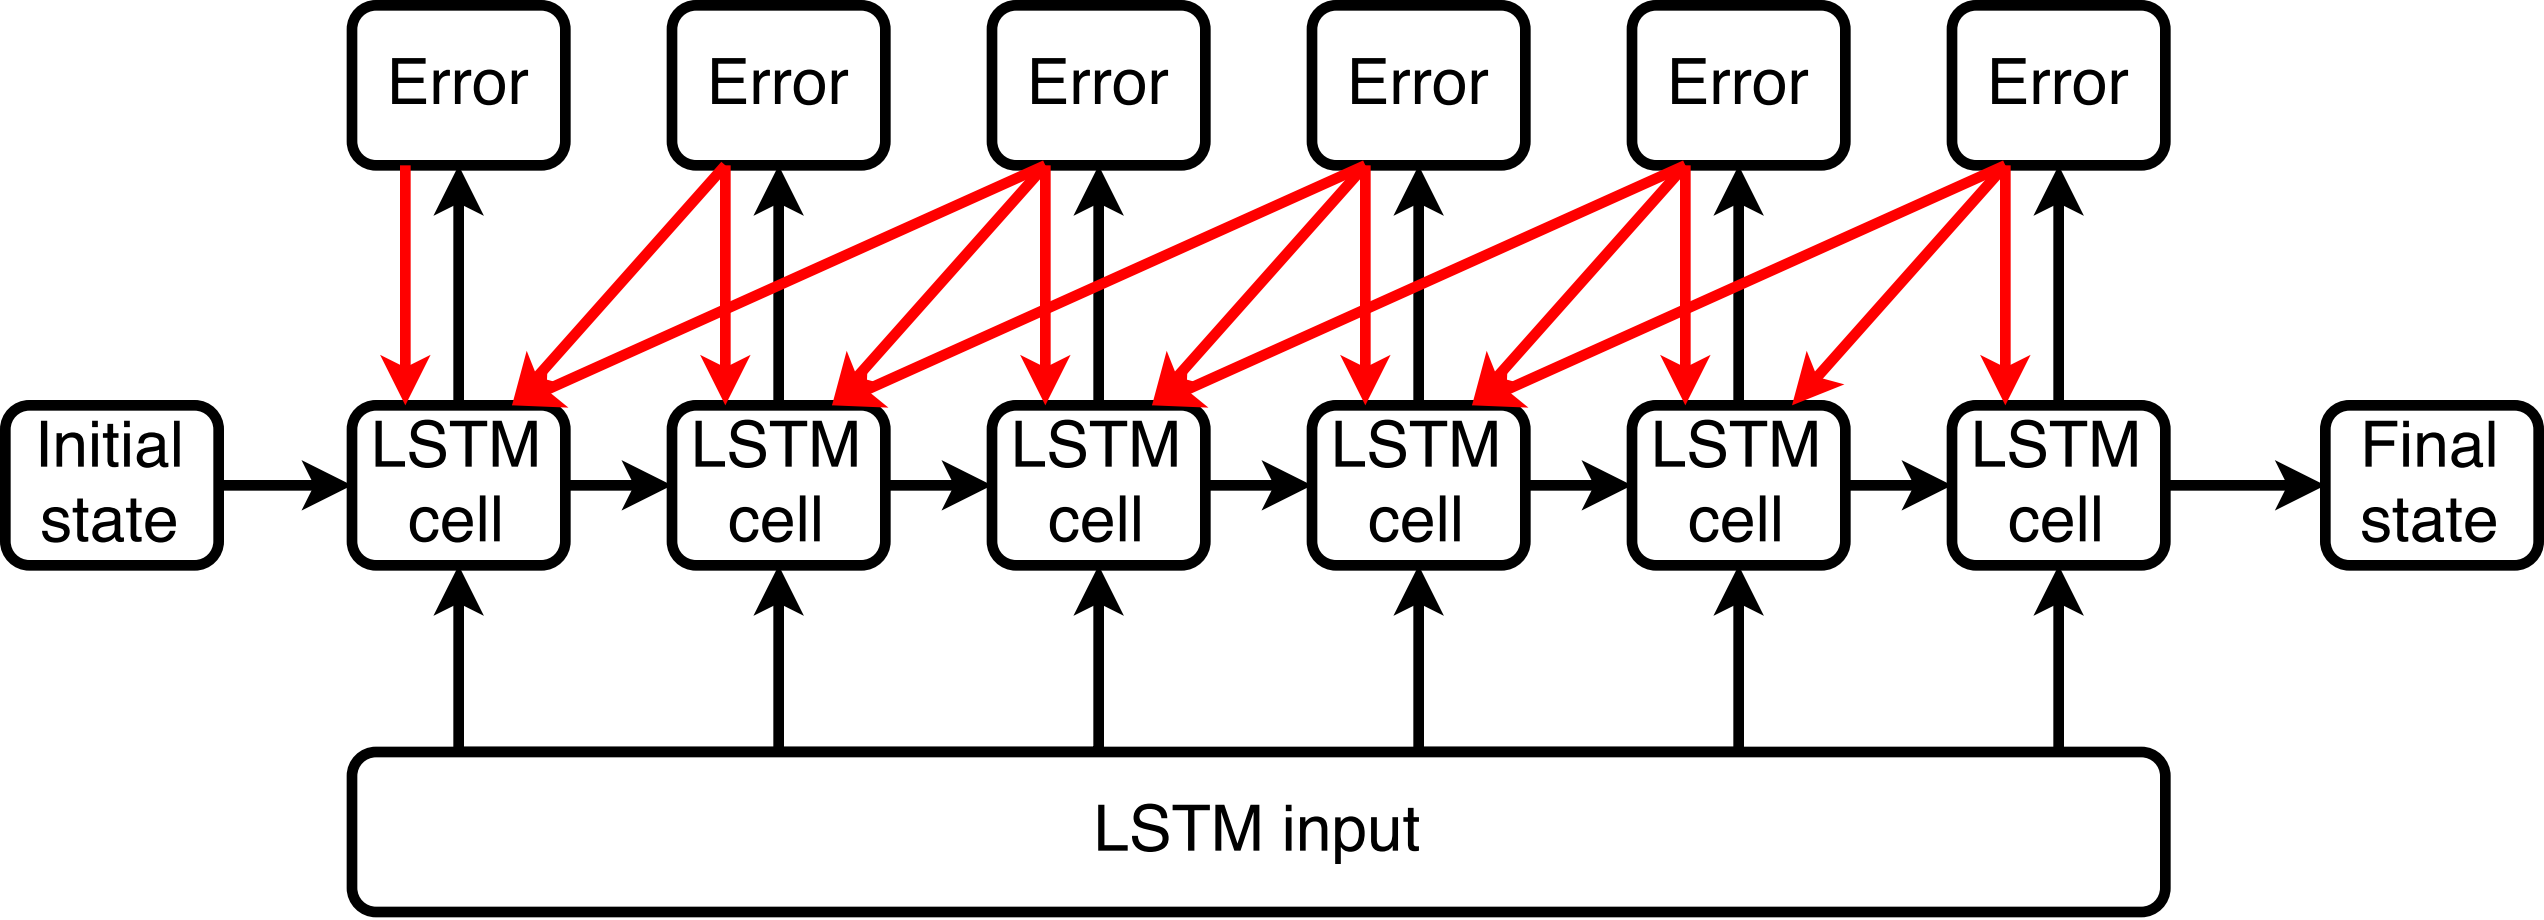 Error
Error
Error
Error
Error
Error
Initial
state
LSTM
cell
LSTM
cell
LSTM
cell
LSTM
cell
LSTM
cell
LSTM
cell
Final
state
LSTM input